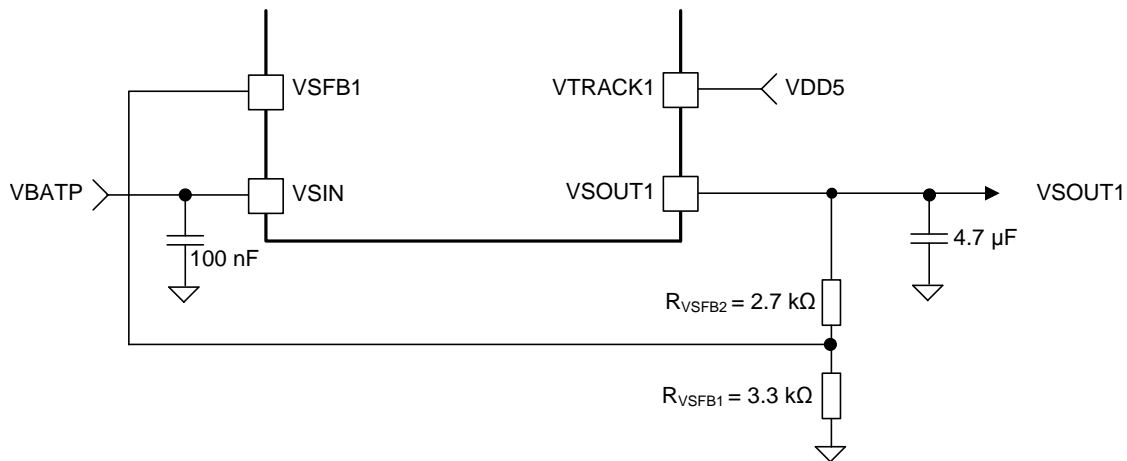 VSFB1
VTRACK1
VDD5
VBATP
VSIN
VSOUT1
VSOUT1
100 nF
4.7 µF
RVSFB2 = 2.7 kΩ
RVSFB1 = 3.3 kΩ